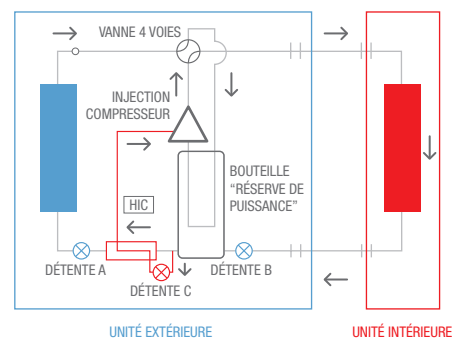 VANNE 4 VOIES
INJECTION
COMPRESSEUR
BOUTEILLE
“RÉSERVE DE
PUISSANCE”
HIC
DÉTENTE A
DÉTENTE B
DÉTENTE C
UNITÉ EXTÉRIEURE
UNITÉ INTÉRIEURE